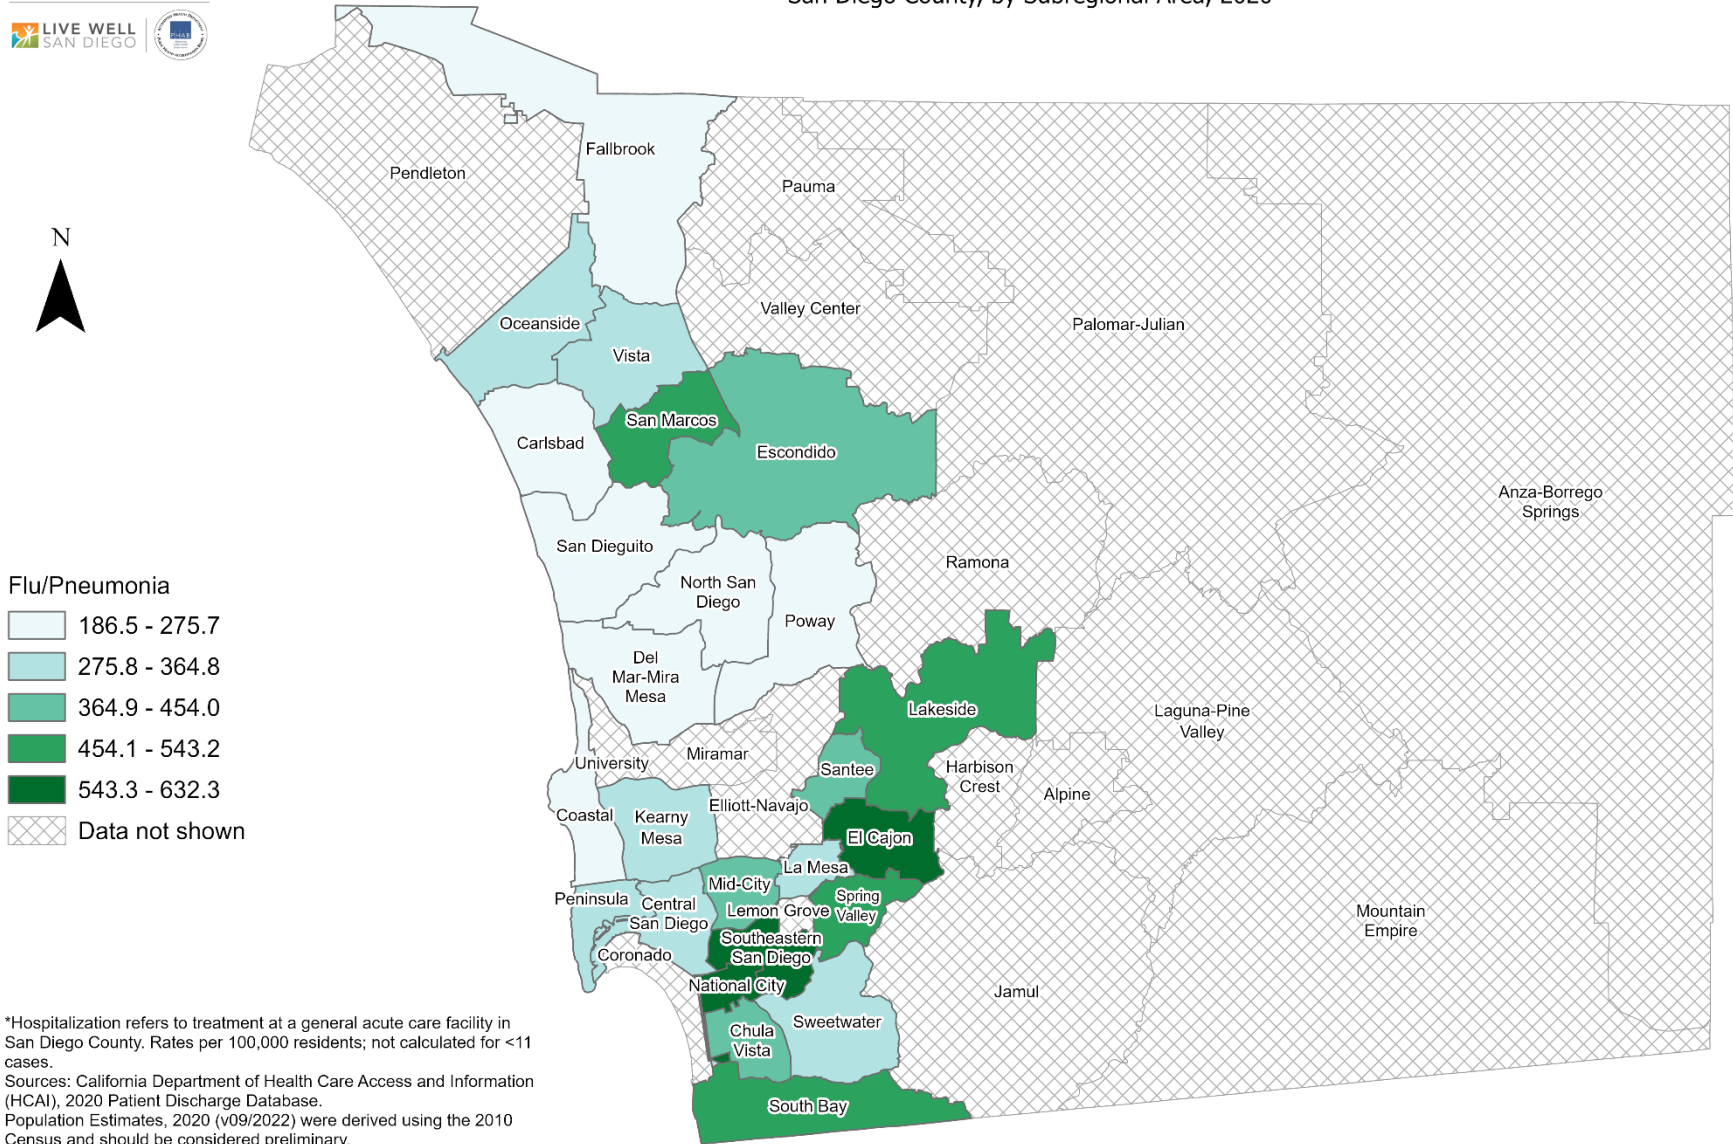 San Diego County, by Subregional Area, 2020
LIVE WELL
SAN DIEGO
PHAB
N
Fallbrook
Pendleton
Pauma
Valley Center
Palomar-Julian
Oceanside
Vista
San Marcos
Carlsbad
Escondido
Anza-Borrego
Springs
San Dieguito
Ramona
North San
Diego
Poway
Del
Mar-Mira
Mesa
Lakeside
Laguna-Pine
Valley
Miramar
University
Santee
Harbison
Crest
Alpine
Elliott-Navajo
Coastal
Kearny
Mesa
El Cajon
La Mesa
Mid-City
Peninsula
Central
San Diego
Lemon Grove
Spring
Valley
Mountain
Empire
Southeastern
San Diego
Coronado
National City
Jamul
Sweetwater
Chula
Vista
South Bay
Flu/Pneumonia
186.5 - 275.7
275.8 - 364.8
364.9 - 454.0
454.1 - 543.2
543.3 - 632.3
Data not shown
*Hospitalization refers to treatment at a general acute care facility in
San Diego County. Rates per 100,000 residents; not calculated for <11
cases.
Sources: California Department of Health Care Access and Information
(HCAI), 2020 Patient Discharge Database.
Population Estimates, 2020 (v09/2022) were derived using the 2010
Census and should be considered preliminary.